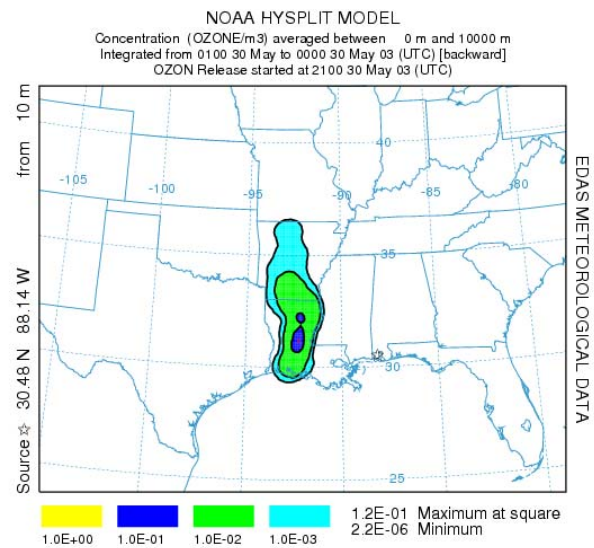 NOAA HYSPLIT MODEL
Concentration (OZONE/m3) averaged between 0 m and 10000 m
Integrated from 0100 30 May to 0000 30 May 03 (UTC) [backward]
OZON Release started at 2100 30 May 03 (UTC)
Source ☆ 30.48 N 88.14 W from 10 m
EDAS METEOROLOGICAL DATA
40
-105
-100
-95
-90
-85
-80
35
30
25
1.0E+00
1.0E-01
1.0E-02
1.0E-03
1.2E-01 Maximum at square
2.2E-06 Minimum